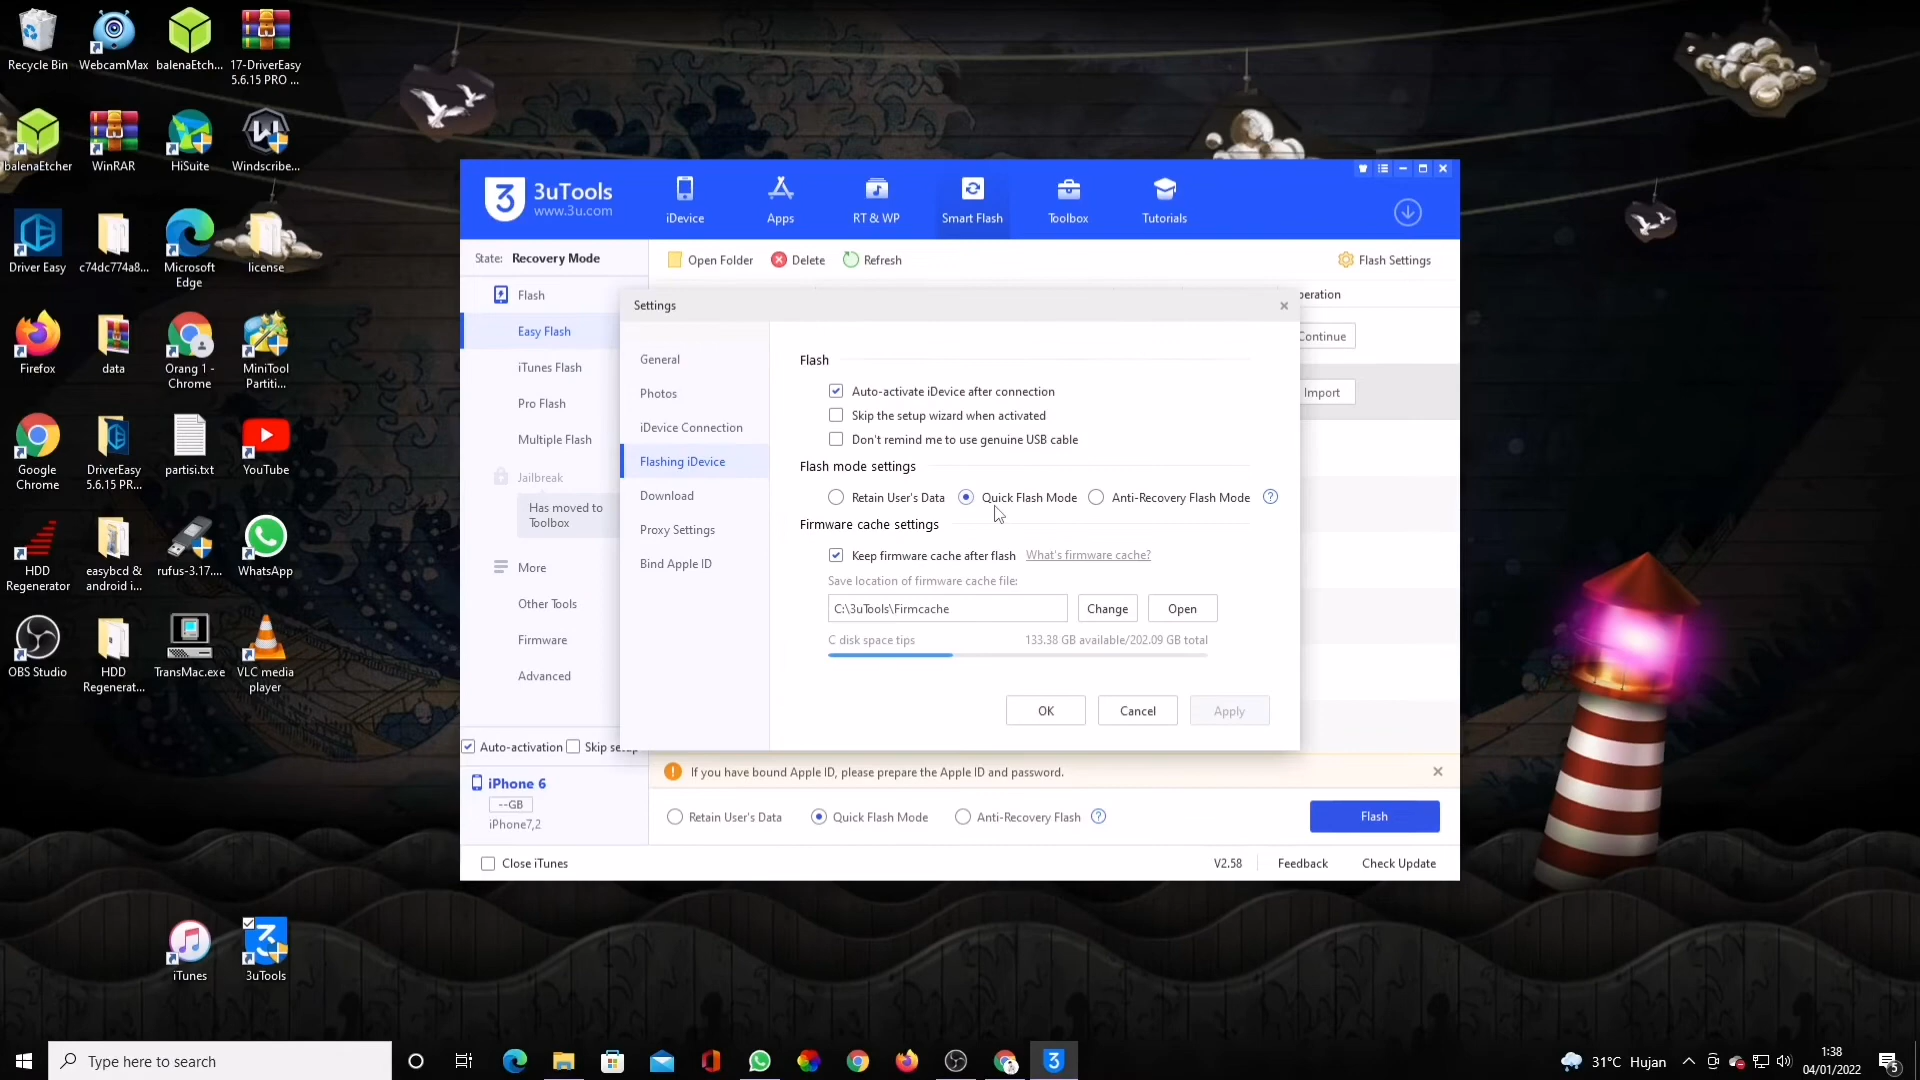 Recycle Bin
WebcamMax
balenaEtch...
17-DriverEasy
5.6.15 PRO ...
balenaEtcher
WinRAR
HiSuite
Windscribe...
Driver Easy
c74dc774a8...
Microsoft
Edge
license
Firefox
data
Orang 1 -
Chrome
MiniTool
Partiti...
Google
Chrome
DriverEasy
5.6.15 PR...
partisi.txt
YouTube
HDD
Regenerator
easybcd &
android i...
rufus-3.17....
WhatsApp
OBS Studio
HDD
Regenerat...
TransMac.exe
VLC media
player
iTunes
3uTools
3
3uTools
www.3u.com
iDevice
Apps
RT & WP
Smart Flash
Toolbox
Tutorials
State: Recovery Mode
Open Folder
Delete
Refresh
Flash Settings
Flash
Easy Flash
iTunes Flash
Pro Flash
Multiple Flash
Jailbreak
Has moved to
Toolbox
More
Other Tools
Firmware
Advanced
Auto-activation
Skip setup
iPhone 6
--GB
iPhone7,2
peration
Continue
Import
Settings
General
Photos
iDevice Connection
Flashing iDevice
Download
Proxy Settings
Bind Apple ID
Flash
Auto-activate iDevice after connection
Skip the setup wizard when activated
Don't remind me to use genuine USB cable
Flash mode settings
Retain User's Data
Quick Flash Mode
Anti-Recovery Flash Mode
?
Firmware cache settings
Keep firmware cache after flash What's firmware cache?
Save location of firmware cache file:
C:\3uTools\Firmcache
Change
Open
C disk space tips
133.38 GB available/202.09 GB total
OK
Cancel
Apply
If you have bound Apple ID, please prepare the Apple ID and password.
Retain User's Data
Quick Flash Mode
Anti-Recovery Flash
?
Flash
Close iTunes
V2.58
Feedback
Check Update
Type here to search
31°C Hujan
1:38
04/01/2022
5